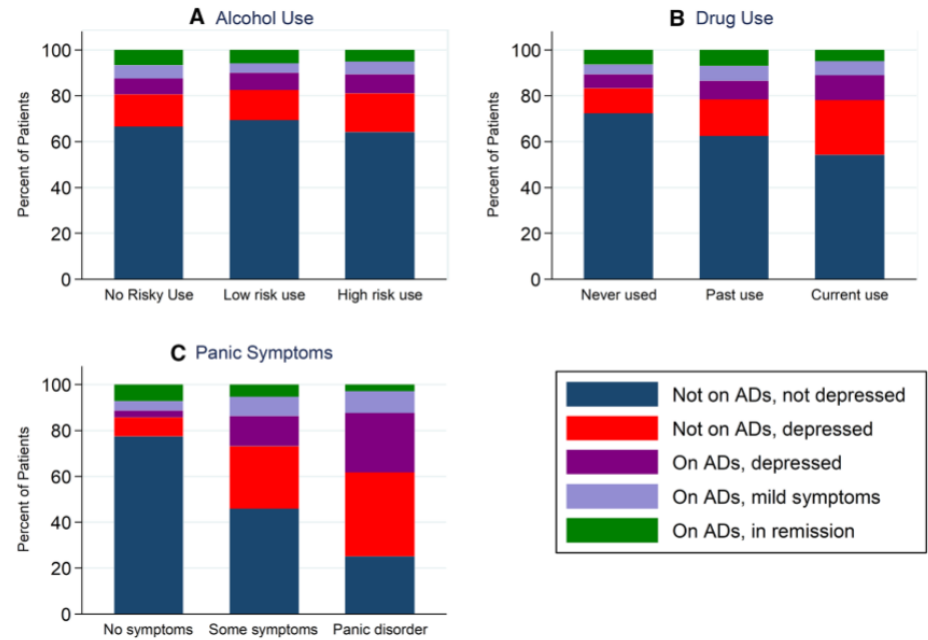 A Alcohol Use
100
80
60
40
20
0
Percent of Patients
No Risky Use Low risk use High risk use
B Drug Use
100
80
60
40
20
0
Percent of Patients
Never used Past use Current use
C Panic Symptoms
100
80
60
40
20
0
Percent of Patients
No symptoms Some symptoms Panic disorder
Not on ADs, not depressed
Not on ADs, depressed
On ADs, depressed
On ADs, mild symptoms
On ADs, in remission